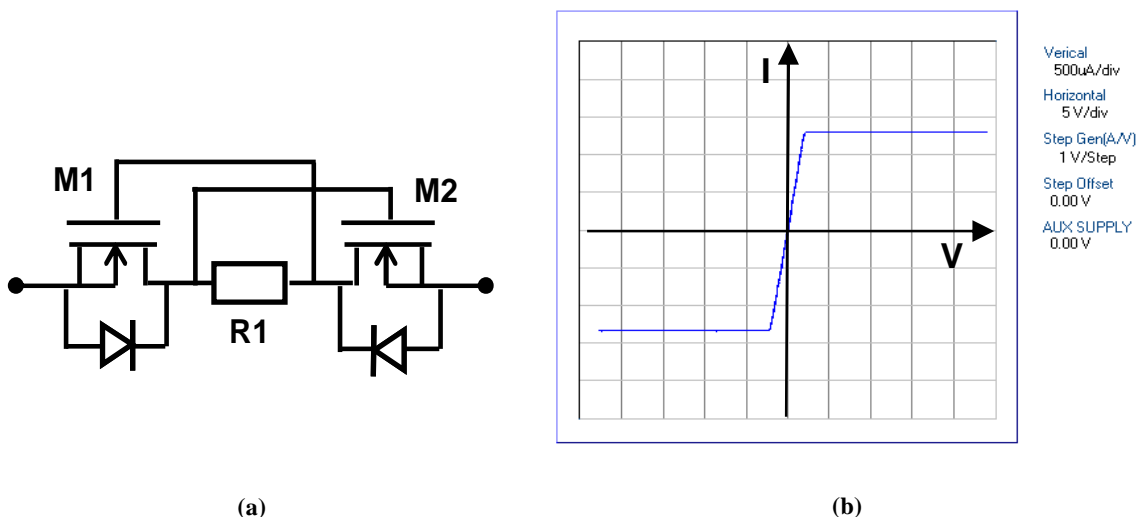 M1
M2
R1
(a)
I
V
Verical
500uA/div
Horizontal
5 V/div
Step Gen(A/V)
1 V/Step
Step Offset
0.00 V
AUX SUPPLY
0.00 V
(b)